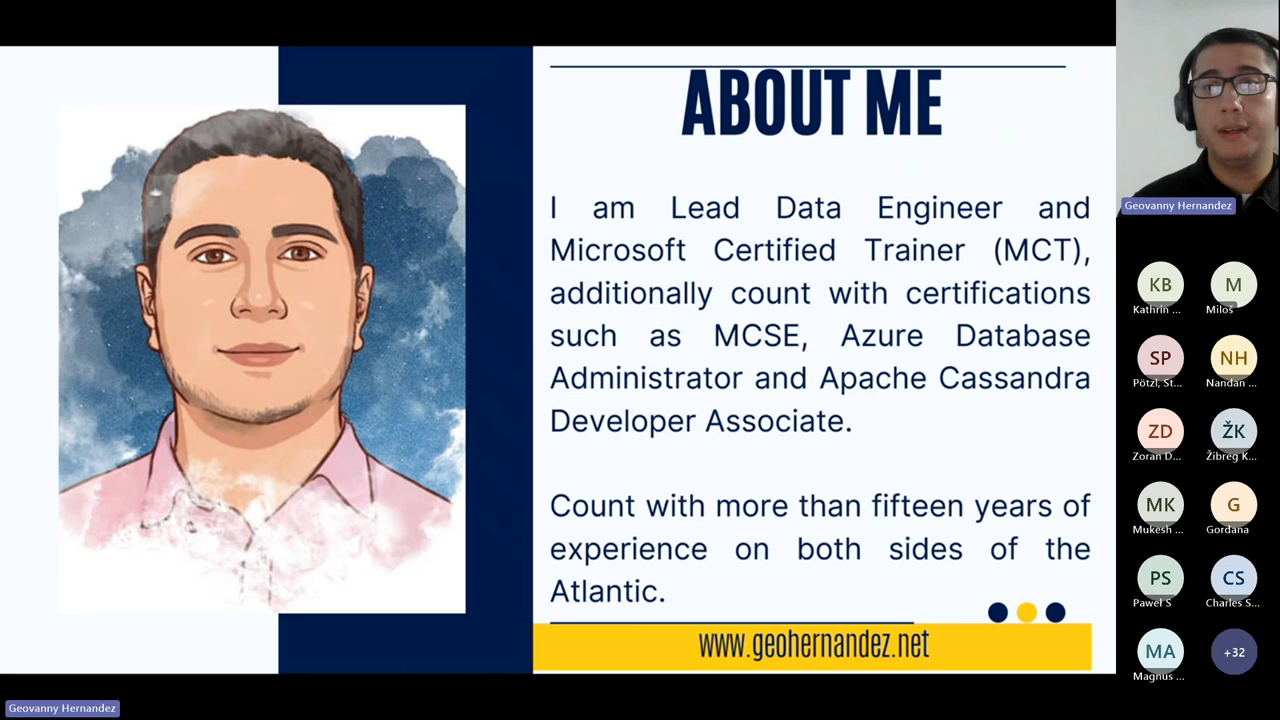 ABOUT ME
I am Lead Data Engineer and
Microsoft Certified Trainer (MCT),
additionally count with certifications
such as MCSE, Azure Database
Administrator and Apache Cassandra
Developer Associate.
Count with more than fifteen years of
experience on both sides of the
Atlantic.
www.geohernandez.net
Geovanny Hernandez
KB
Kathrin ...
M
Miloš
SP
Pötzl, St...
NH
Nandan ...
ZD
Zoran D...
ŽK
Žibreg K...
MK
Mukesh ...
G
Gordana
PS
Paweł S
CS
Charles S...
MA
Magnus ...
+32
Geovanny Hernandez